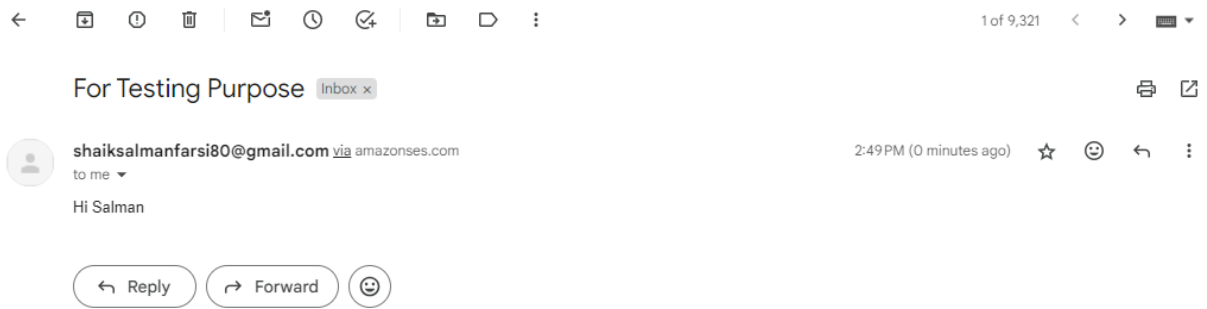 1 of 9,321
For Testing Purpose Inbox x
shaiksalmanfarsi80@gmail.com via amazonses.com 2:49 PM (0 minutes ago)
to me
Hi Salman
Reply Forward